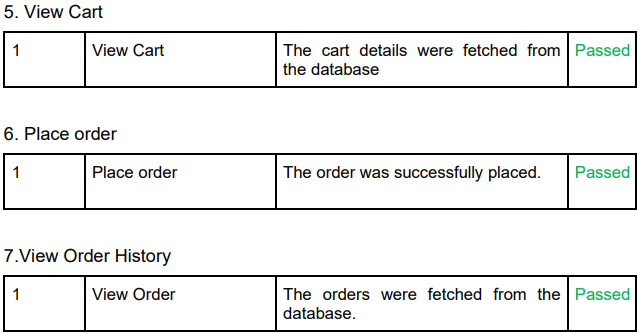 5. View Cart
1 View Cart The cart details were fetched from Passed
the database
6. Place order
1 Place order The order was successfully placed. Passed
7.View Order History
1 View Order The orders were fetched from the Passed
database.